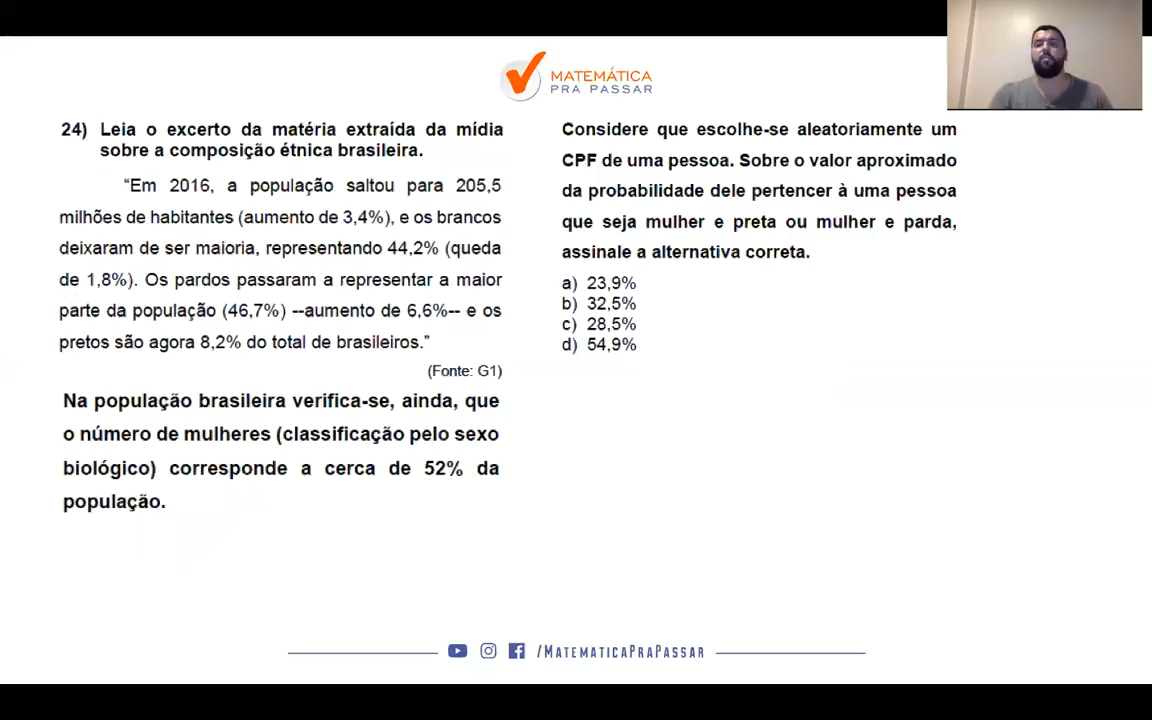 MATEMÁTICA
PRA PASSAR
24) Leia o excerto da matéria extraída da mídia
sobre a composição étnica brasileira.
“Em 2016, a população saltou para 205,5
milhões de habitantes (aumento de 3,4%), e os brancos
deixaram de ser maioria, representando 44,2% (queda
de 1,8%). Os pardos passaram a representar a maior
parte da população (46,7%) --aumento de 6,6%-- e os
pretos são agora 8,2% do total de brasileiros.”
(Fonte: G1)
Na população brasileira verifica-se, ainda, que
o número de mulheres (classificação pelo sexo
biológico) corresponde a cerca de 52% da
população.
Considere que escolhe-se aleatoriamente um
CPF de uma pessoa. Sobre o valor aproximado
da probabilidade dele pertencer à uma pessoa
que seja mulher e preta ou mulher e parda,
assinale a alternativa correta.
a) 23,9%
b) 32,5%
c) 28,5%
d) 54,9%
/MATEMATICAPRAPASSAR